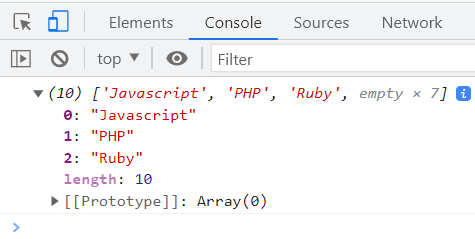 Elements Console Sources Network
top Filter
(10) ['Javascript', 'PHP', 'Ruby', empty × 7]
0: "Javascript"
1: "PHP"
2: "Ruby"
length: 10
[[Prototype]]: Array(0)